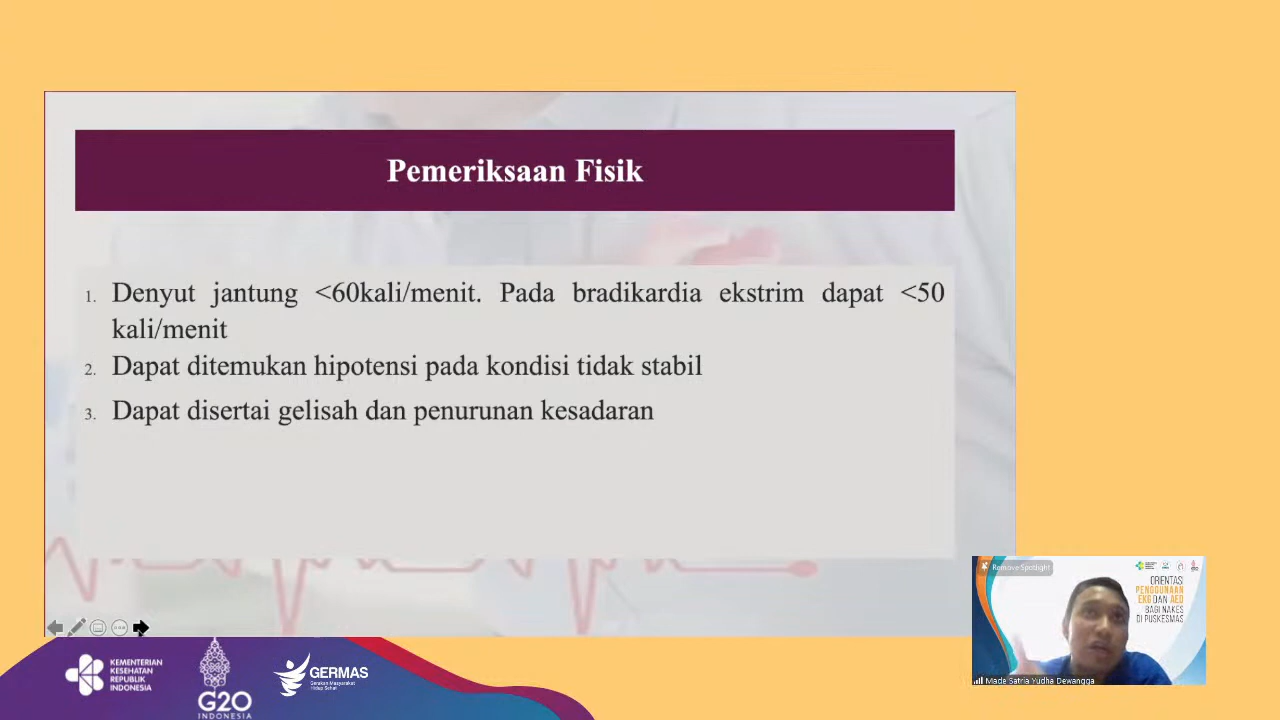 Pemeriksaan Fisik
1. Denyut jantung <60kali/menit. Pada bradikardia ekstrim dapat <50
kali/menit
2. Dapat ditemukan hipotensi pada kondisi tidak stabil
3. Dapat disertai gelisah dan penurunan kesadaran
Remove Spotlight
ORIENTASI
PENGGUNAAN
EKG DAN AED
BAGI NAKES
DI PUSKESMAS
Made Satria Yudha Dewangga
KEMENTERIAN
KESEHATAN
REPUBLIK
INDONESIA
G20
INDONESIA
GERMAS
Gerakan Masyarakat
Hidup Sehat